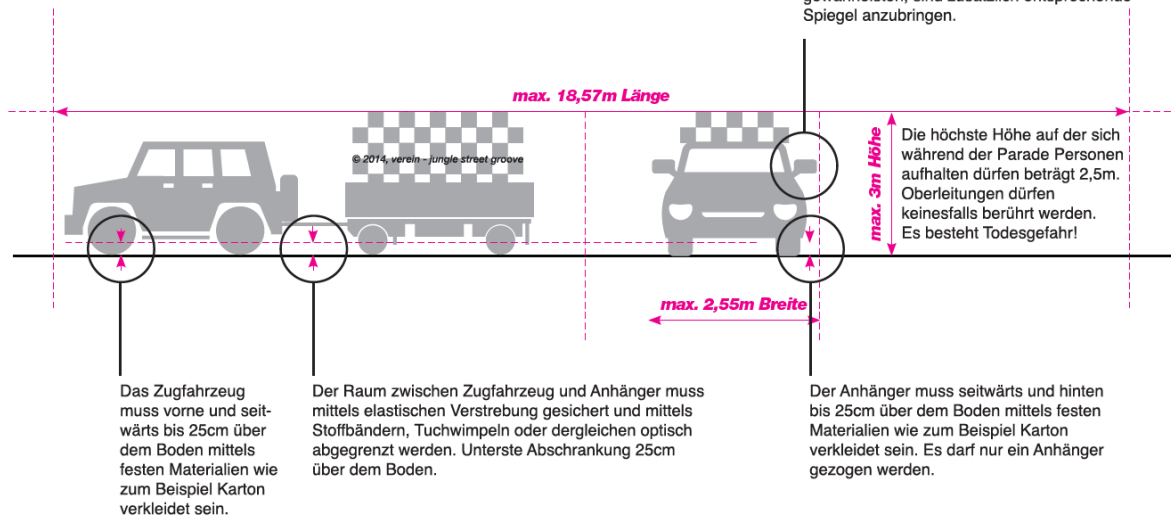 Spiegel anzubringen.
max. 18,57m Länge
© 2014, verein - jungle street groove
max. 3m Höhe
Die höchste Höhe auf der sich
während der Parade Personen
aufhalten dürfen beträgt 2,5m.
Oberleitungen dürfen
keinesfalls berührt werden.
Es besteht Todesgefahr!
max. 2,55m Breite
Das Zugfahrzeug
muss vorne und seit-
wärts bis 25cm über
dem Boden mittels
festen Materialien wie
zum Beispiel Karton
verkleidet sein.
Der Raum zwischen Zugfahrzeug und Anhänger muss
mittels elastischen Verstrebung gesichert und mittels
Stoffbändern, Tuchwimpeln oder dergleichen optisch
abgegrenzt werden. Unterste Abschrankung 25cm
über dem Boden.
Der Anhänger muss seitwärts und hinten
bis 25cm über dem Boden mittels festen
Materialien wie zum Beispiel Karton
verkleidet sein. Es darf nur ein Anhänger
gezogen werden.